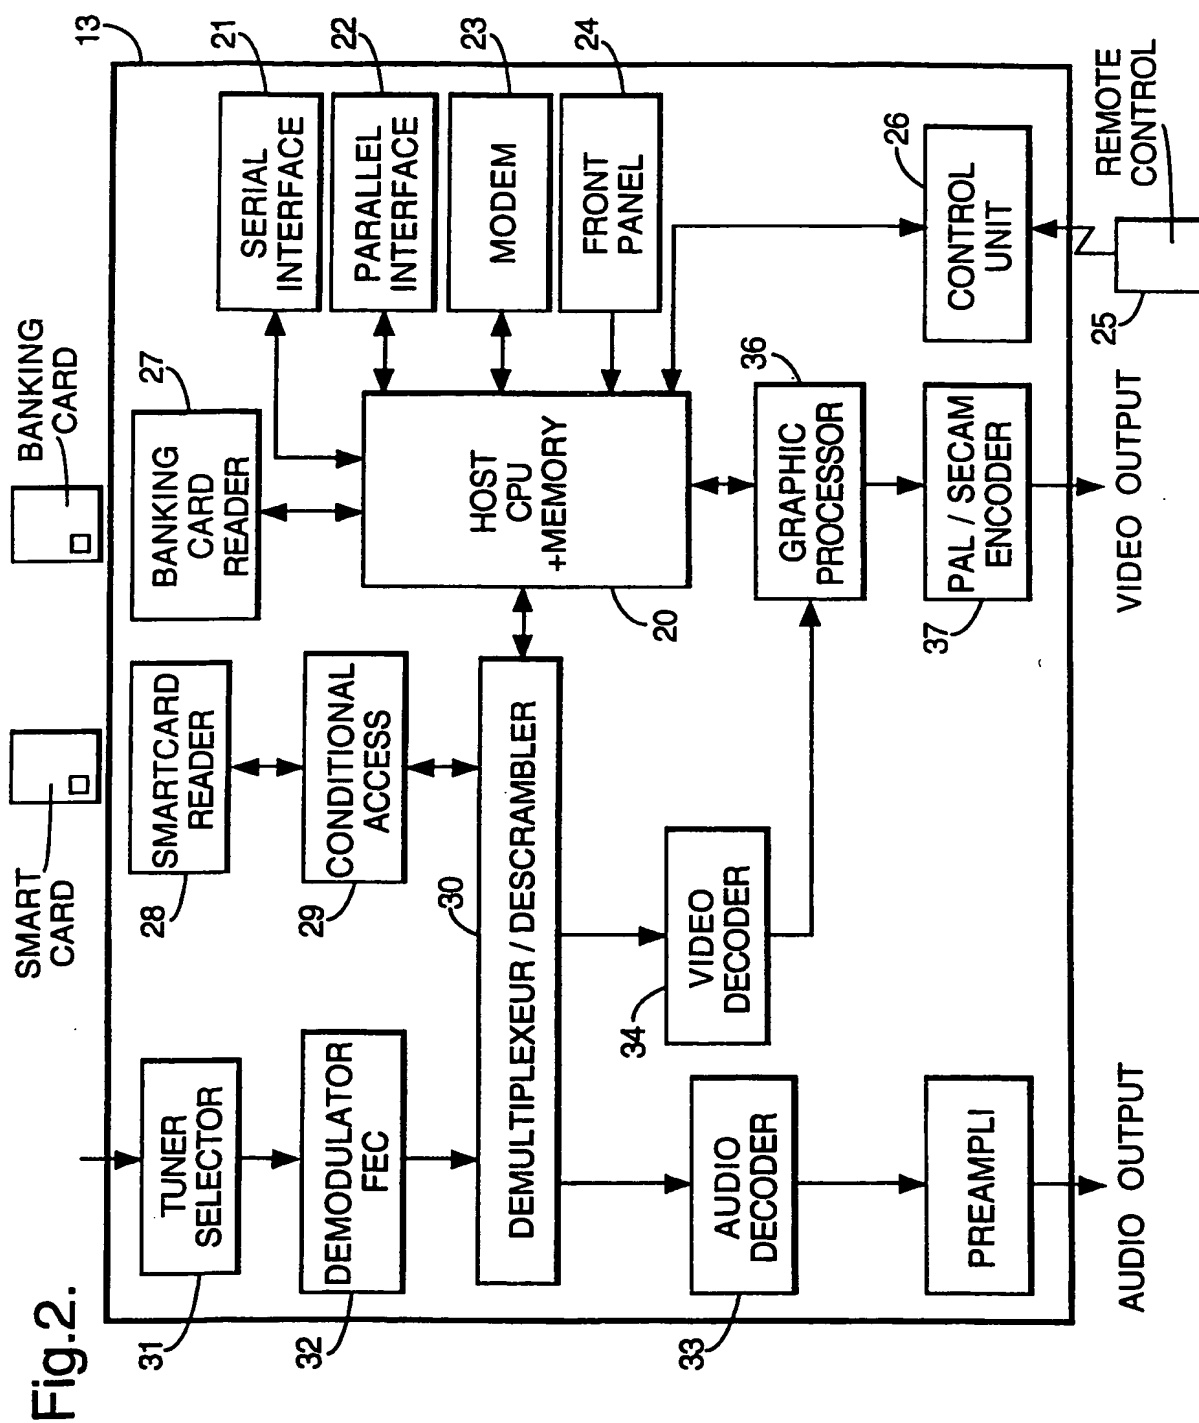 Fig.2.
SMART
CARD
BANKING
CARD
13
31
TUNER
SELECTOR
28
SMARTCARD
READER
BANKING
CARD
READER
27
SERIAL
INTERFACE
21
32
DEMODULATOR
FEC
29
CONDITIONAL
ACCESS
PARALLEL
INTERFACE
22
30
DEMULTIPLEXEUR / DESCRAMBLER
HOST
CPU
+MEMORY
20
MODEM
23
FRONT
PANEL
24
33
AUDIO
DECODER
34
VIDEO
DECODER
GRAPHIC
PROCESSOR
36
PREAMPLI
37
PAL / SECAM
ENCODER
CONTROL
UNIT
26
AUDIO OUTPUT
VIDEO OUTPUT
25
REMOTE
CONTROL